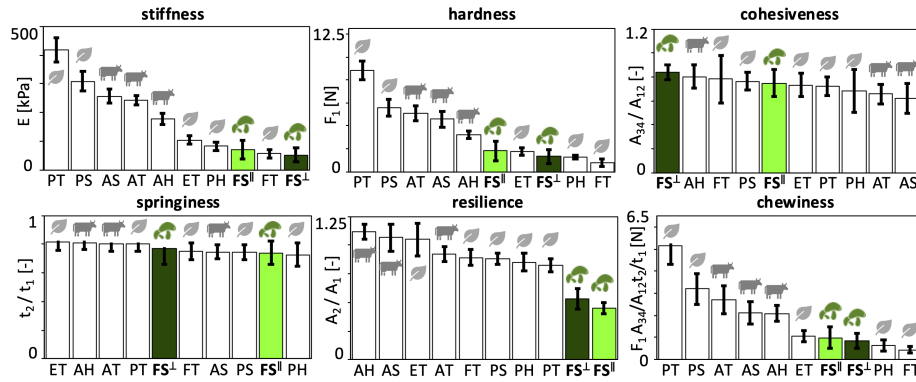 stiffness
500
E [kPa]
0
PT PS AS AT AH ET PH FS∥ FT FS⊥
hardness
12.5
F₁ [N]
0
PT PS AT AS AH FS∥ ET FS⊥ PH FT
cohesiveness
1.2
A₃₄/ A₁₂ [-]
0
FS⊥ AH FT PS FS∥ ET PT PH AT AS
springiness
1
t₂ / t₁ [-]
0
ET AH AT PT FS⊥ FT AS PS FS∥ PH
resilience
1.25
A₂/ A₁ [-]
0
AH AS ET AT FT PS PH PT FS⊥ FS∥
chewiness
6.5
F₁ A₃₄/A₁₂t₂/t₁ [N]
0
PT PS AT AS AH ET FS∥ FS⊥ PH FT